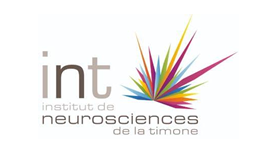 int
institut de
neurosciences
de la timone